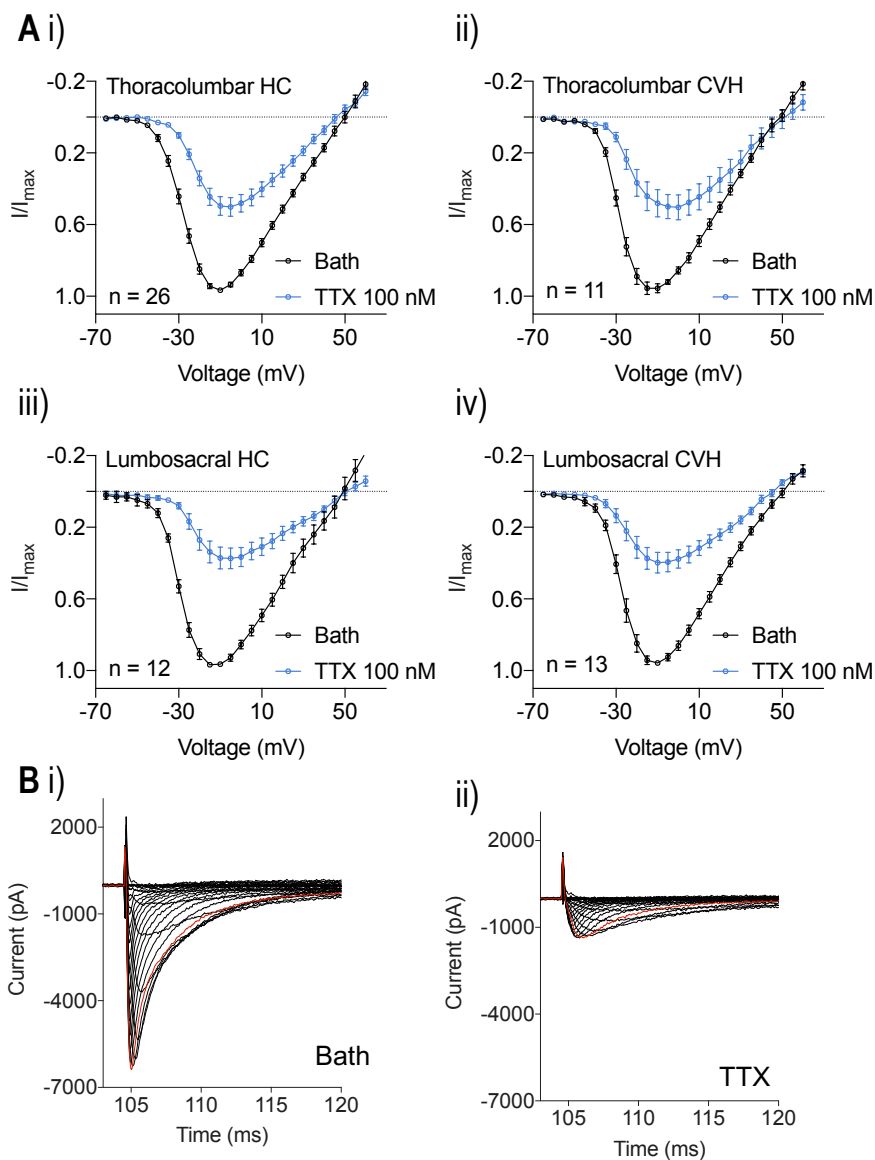 A i)
ii)
Thoracolumbar HC
Thoracolumbar CVH
-0.2
0.2
0.6
1.0
I/Imax
Bath
TTX 100 nM
n = 26
-70 -30 10 50
Voltage (mV)
-0.2
0.2
0.6
1.0
I/Imax
Bath
TTX 100 nM
n = 11
-70 -30 10 50
Voltage (mV)
iii)
iv)
Lumbosacral HC
Lumbosacral CVH
-0.2
0.2
0.6
1.0
I/Imax
Bath
TTX 100 nM
n = 12
-70 -30 10 50
Voltage (mV)
-0.2
0.2
0.6
1.0
I/Imax
Bath
TTX 100 nM
n = 13
-70 -30 10 50
Voltage (mV)
B i)
ii)
2000
-1000
-4000
-7000
Current (pA)
Bath
105 110 115 120
Time (ms)
2000
-1000
-4000
-7000
Current (pA)
TTX
105 110 115 120
Time (ms)